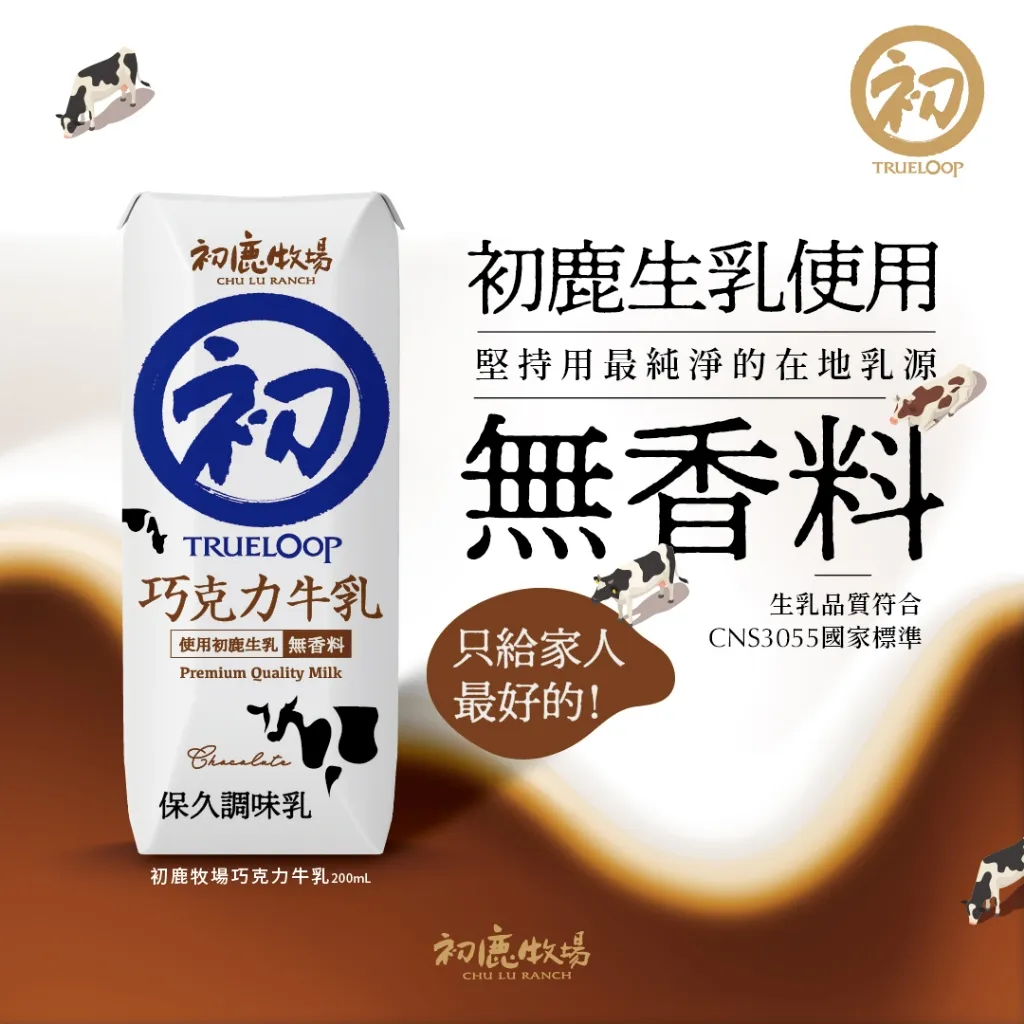 初
TRUELOOP
初鹿牧場
CHU LU RANCH
初
TRUELOOP
巧克力牛乳
使用初鹿生乳 無香料
Premium Quality Milk
Chocolate
保久調味乳
初鹿牧場巧克力牛乳200mL
初鹿生乳使用
堅持用最純淨的在地乳源
無香料
生乳品質符合
CNS3055國家標準
只給家人
最好的!
初鹿牧場
CHU LU RANCH